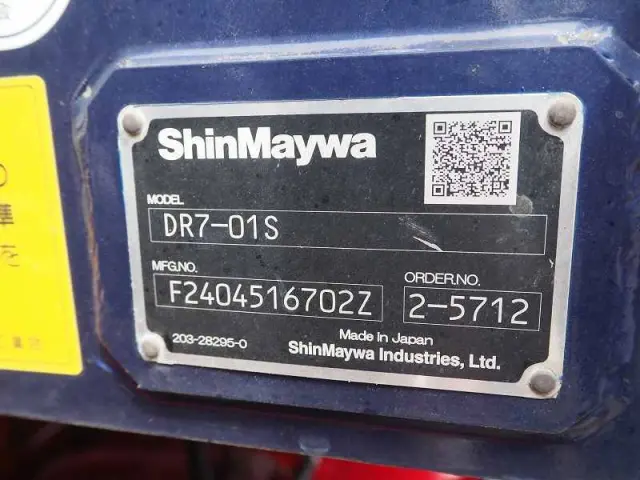 ShinMaywa
MODEL
DR7-01S
MFG.NO.
ORDER.NO.
F2404516702Z
2-5712
203-28295-0
Made in Japan
ShinMaywa Industries, Ltd.